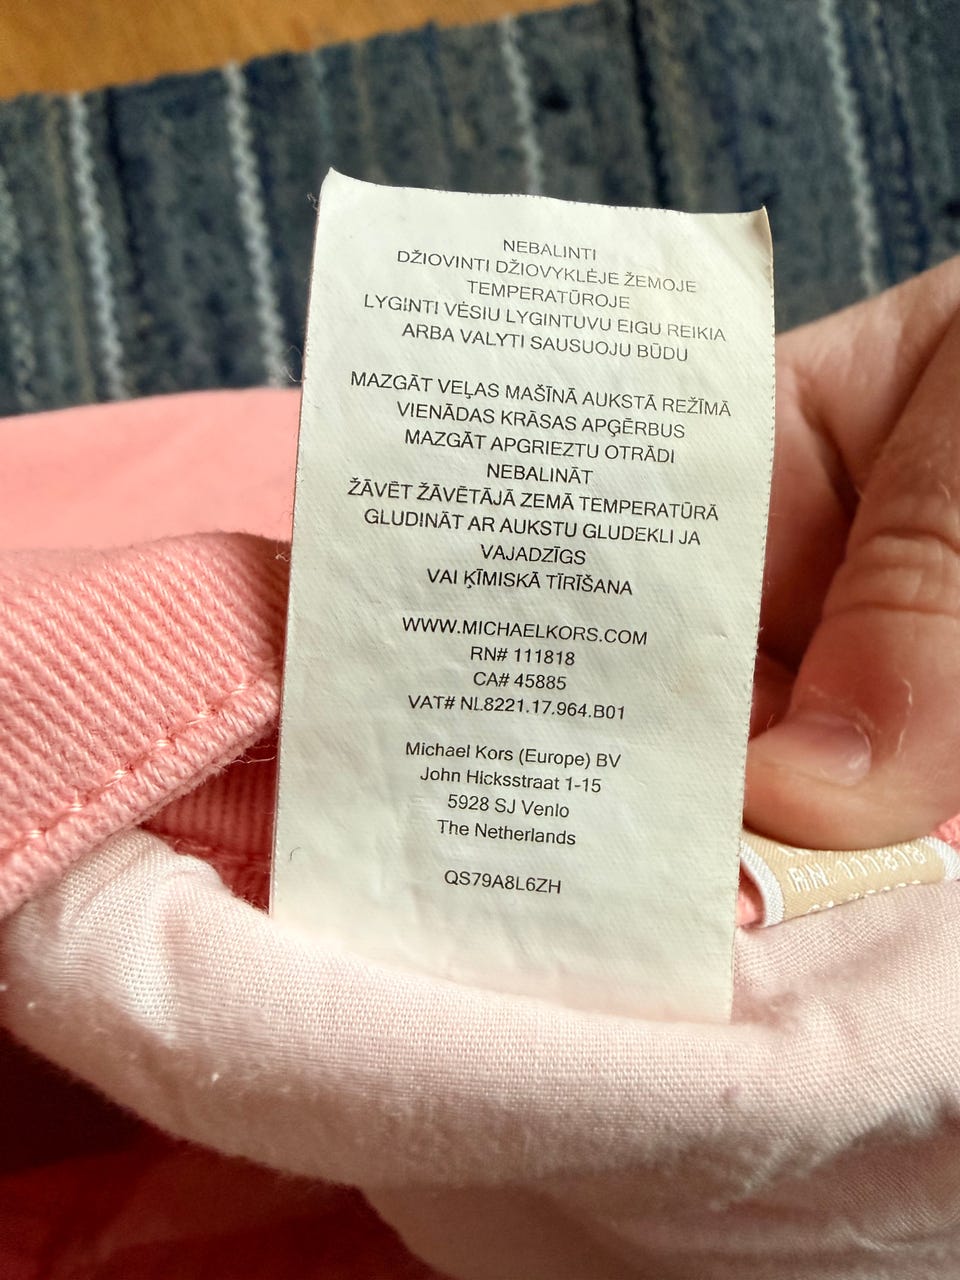 NEBALINTI
DŽIOVINTI DŽIOVYKLĖJE ŽEMOJE
TEMPERATŪROJE
LYGINTI VĖSIU LYGINTUVU EIGU REIKIA
ARBA VALYTI SAUSUOJU BŪDU
MAZGĀT VEĻAS MAŠĪNĀ AUKSTĀ REŽĪMĀ
VIENĀDAS KRĀSAS APĢĒRBUS
MAZGĀT APGRIEZTU OTRĀDI
NEBALINĀT
ŽĀVĒT ŽĀVĒTĀJĀ ZEMĀ TEMPERATŪRĀ
GLUDINĀT AR AUKSTU GLUDEKLI JA
VAJADZĪGS
VAI ĶĪMISKĀ TĪRĪŠANA
WWW.MICHAELKORS.COM
RN# 111818
CA# 45885
VAT# NL8221.17.964.B01
Michael Kors (Europe) BV
John Hicksstraat 1-15
5928 SJ Venlo
The Netherlands
QS79A8L6ZH
RN: 111818